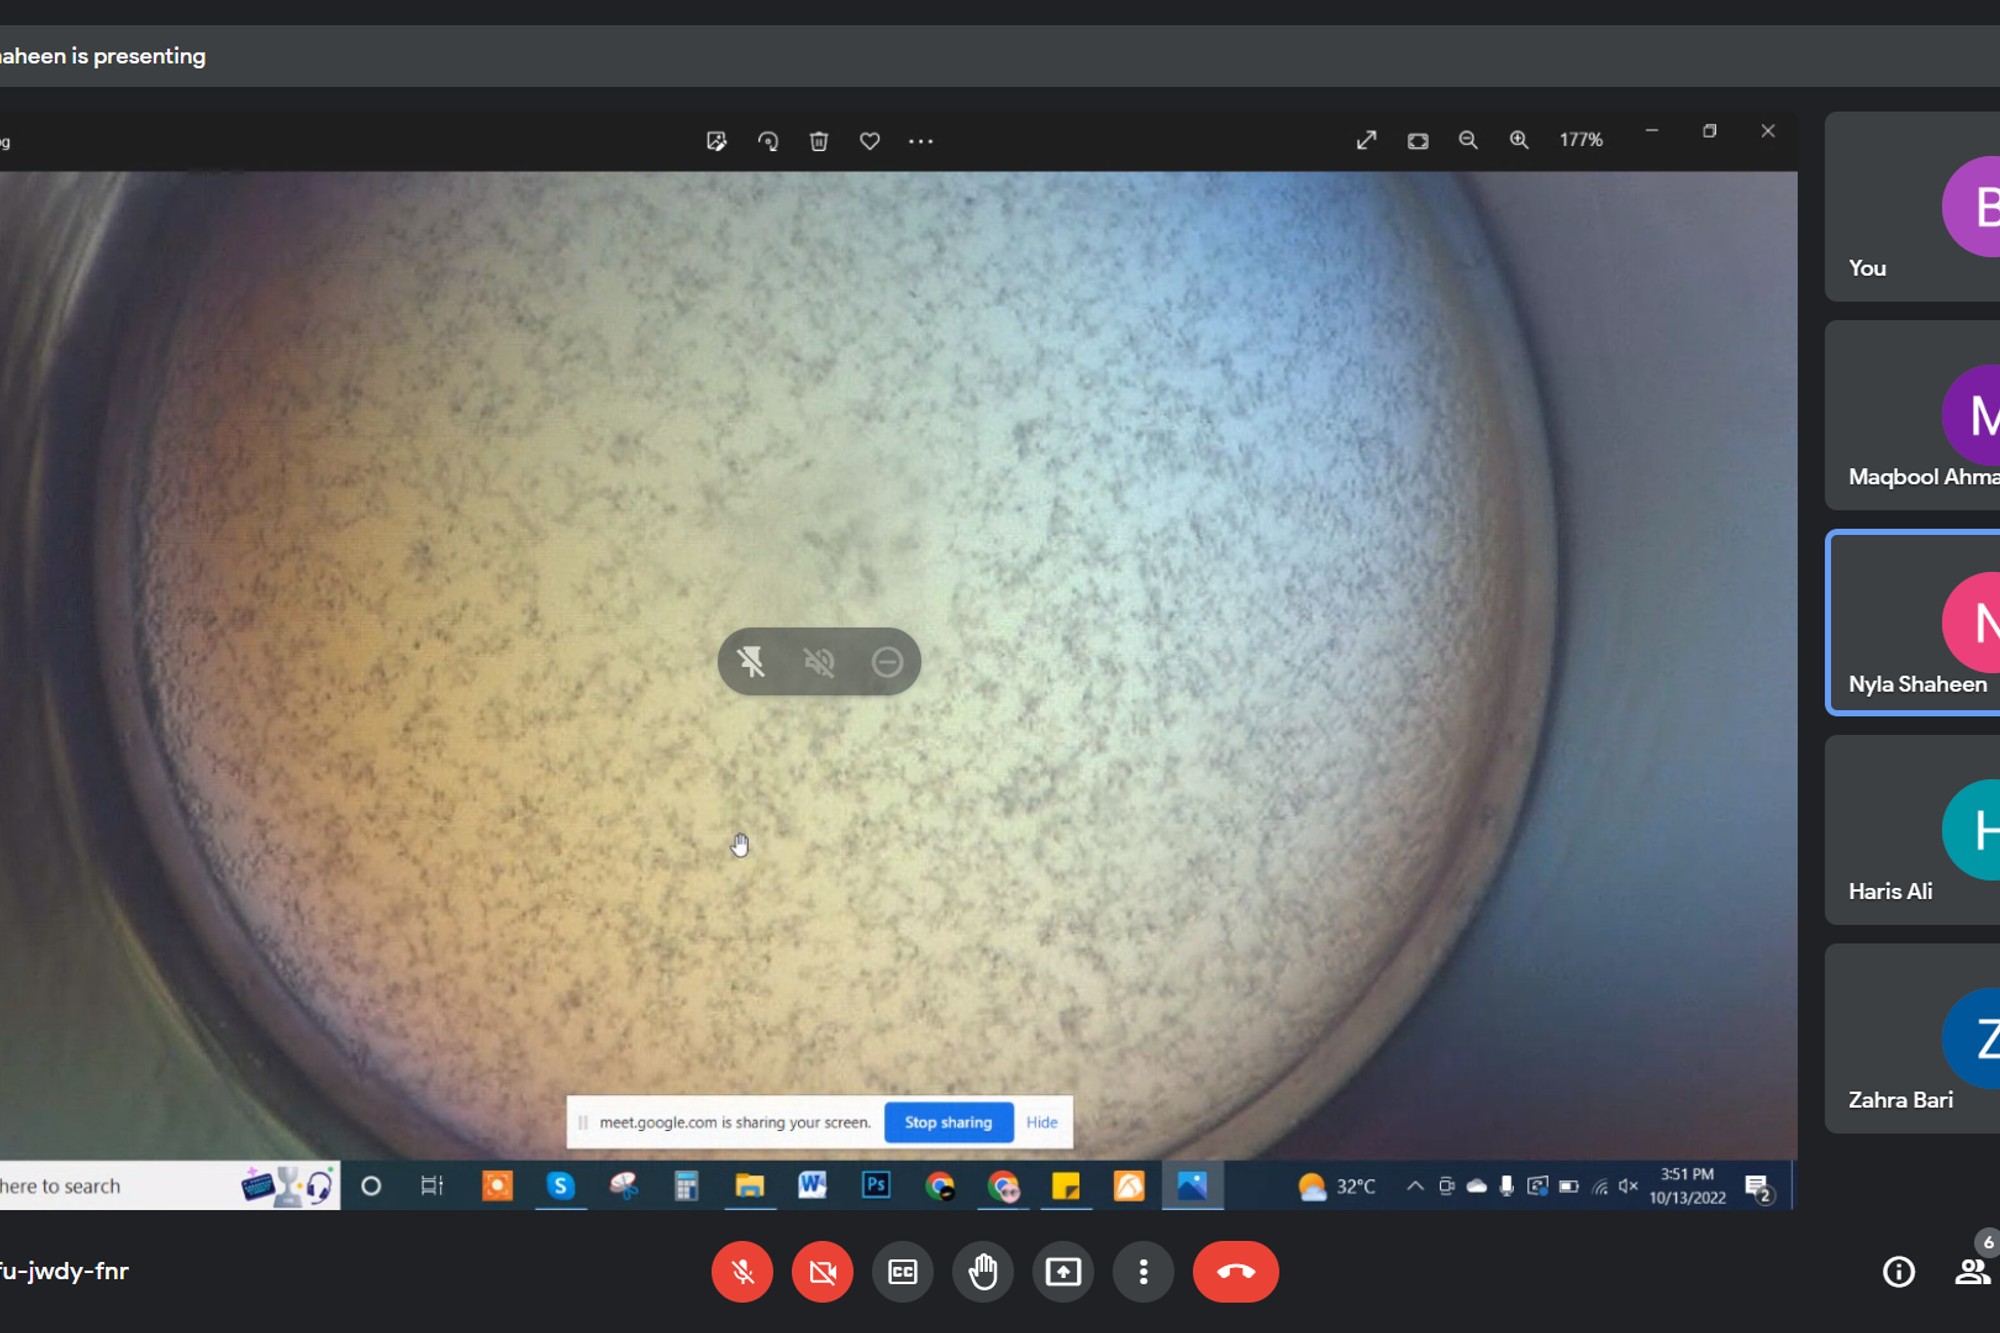 aheen is presenting
g
177%
B
You
M
Maqbool Ahma
N
Nyla Shaheen
H
Haris Ali
Z
Zahra Bari
meet.google.com is sharing your screen.
Stop sharing
Hide
here to search
S
W
Ps
32°C
3:51 PM
10/13/2022
2
fu-jwdy-fnr
CC
6